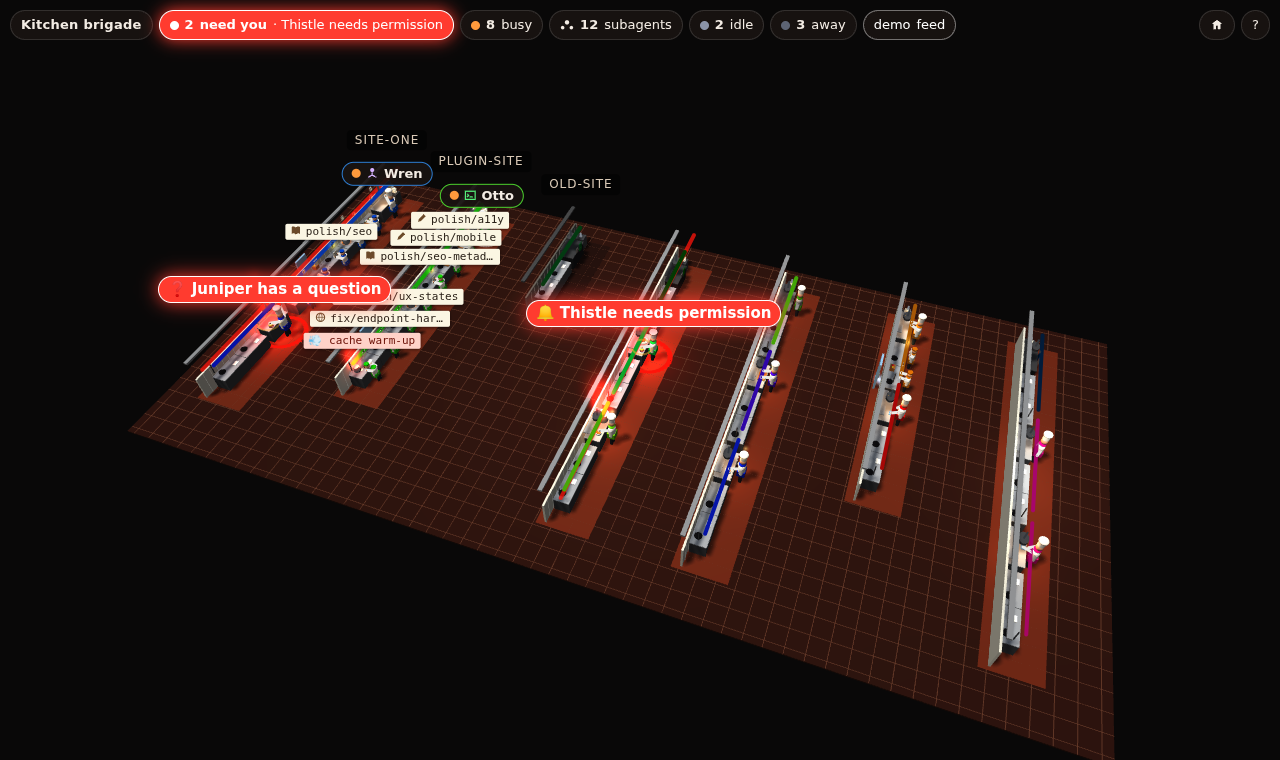 Kitchen brigade
2 need you · Thistle needs permission
8 busy
12 subagents
2 idle
3 away
demo feed
?
SITE-ONE
PLUGIN-SITE
OLD-SITE
Wren
Otto
polish/a11y
polish/seo
polish/mobile
polish/seo-metad…
Juniper has a question
/ux-states
Thistle needs permission
fix/endpoint-har…
cache warm-up